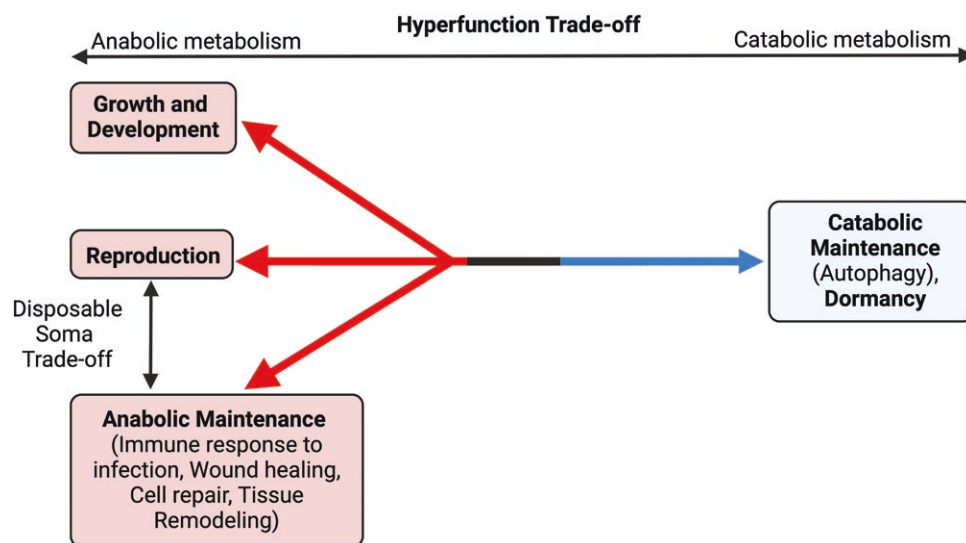 Hyperfunction Trade-off
Anabolic metabolism
Catabolic metabolism
Growth and
Development
Reproduction
Catabolic
Maintenance
(Autophagy),
Dormancy
Disposable
Soma
Trade-off
Anabolic Maintenance
(Immune response to
infection, Wound healing,
Cell repair, Tissue
Remodeling)